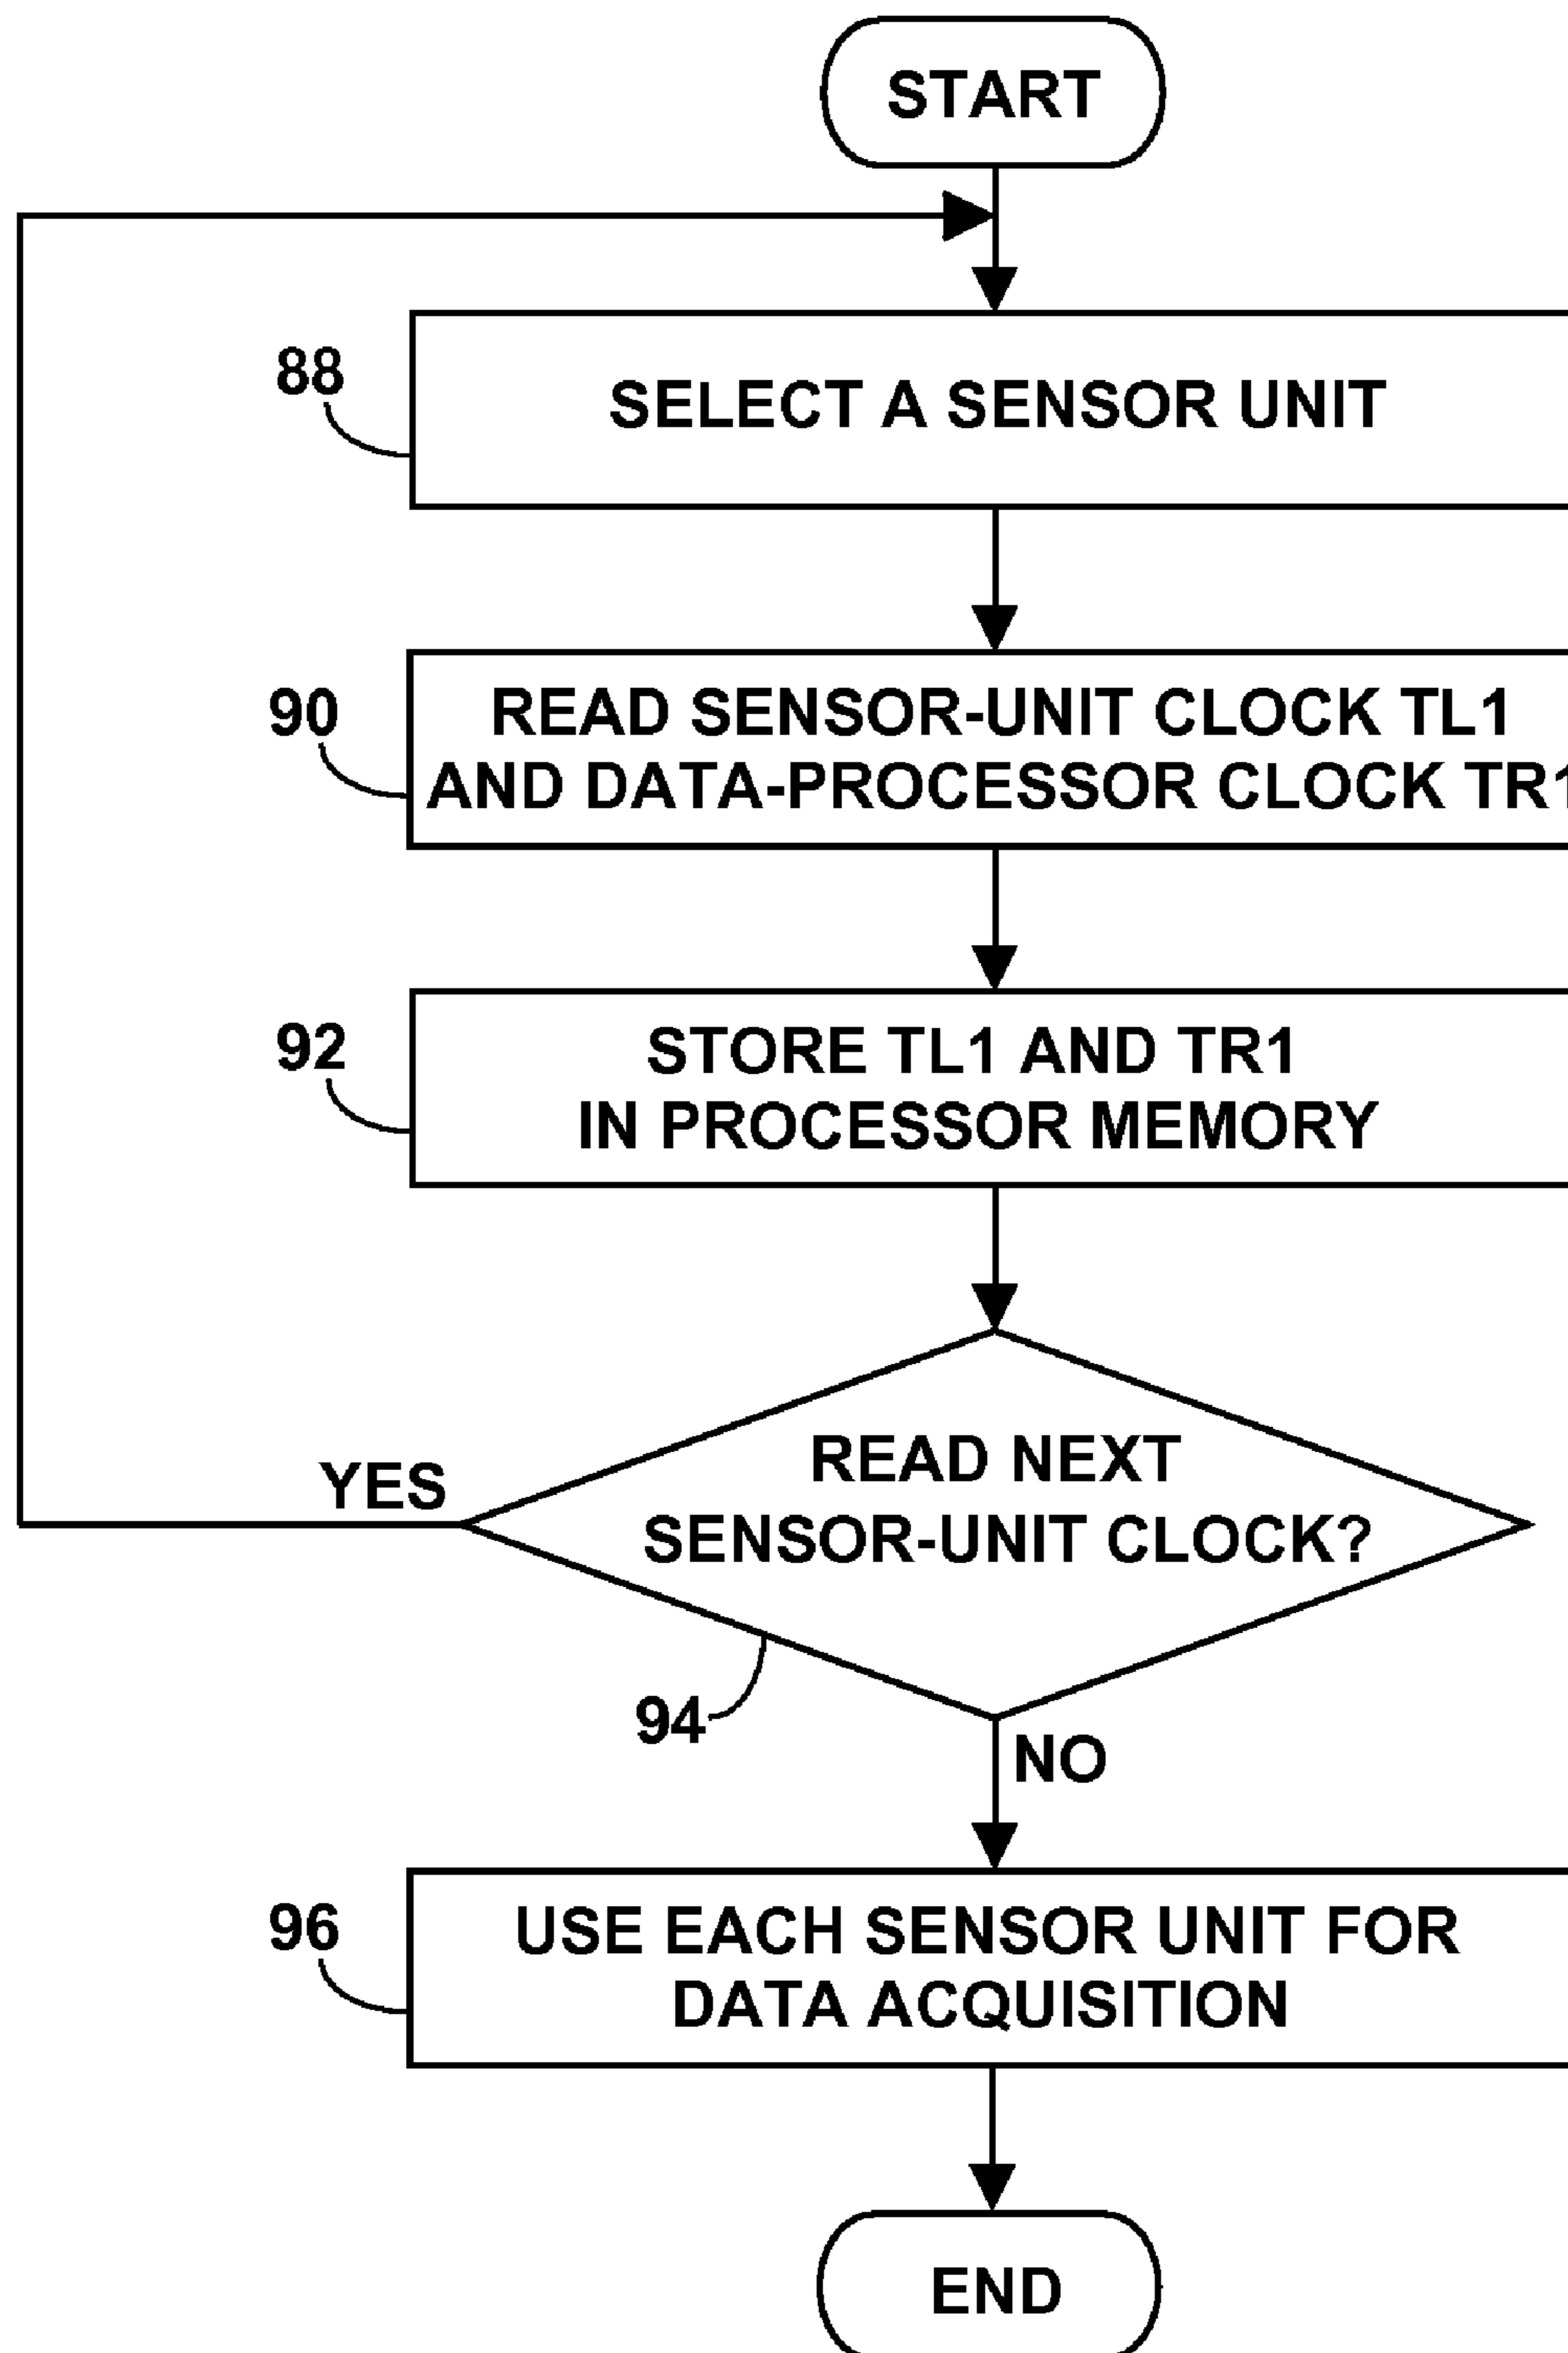 START
88
SELECT A SENSOR UNIT
90
READ SENSOR-UNIT CLOCK TL1
AND DATA-PROCESSOR CLOCK TR1
92
STORE TL1 AND TR1
IN PROCESSOR MEMORY
YES
READ NEXT
SENSOR-UNIT CLOCK?
94
NO
96
USE EACH SENSOR UNIT FOR
DATA ACQUISITION
END